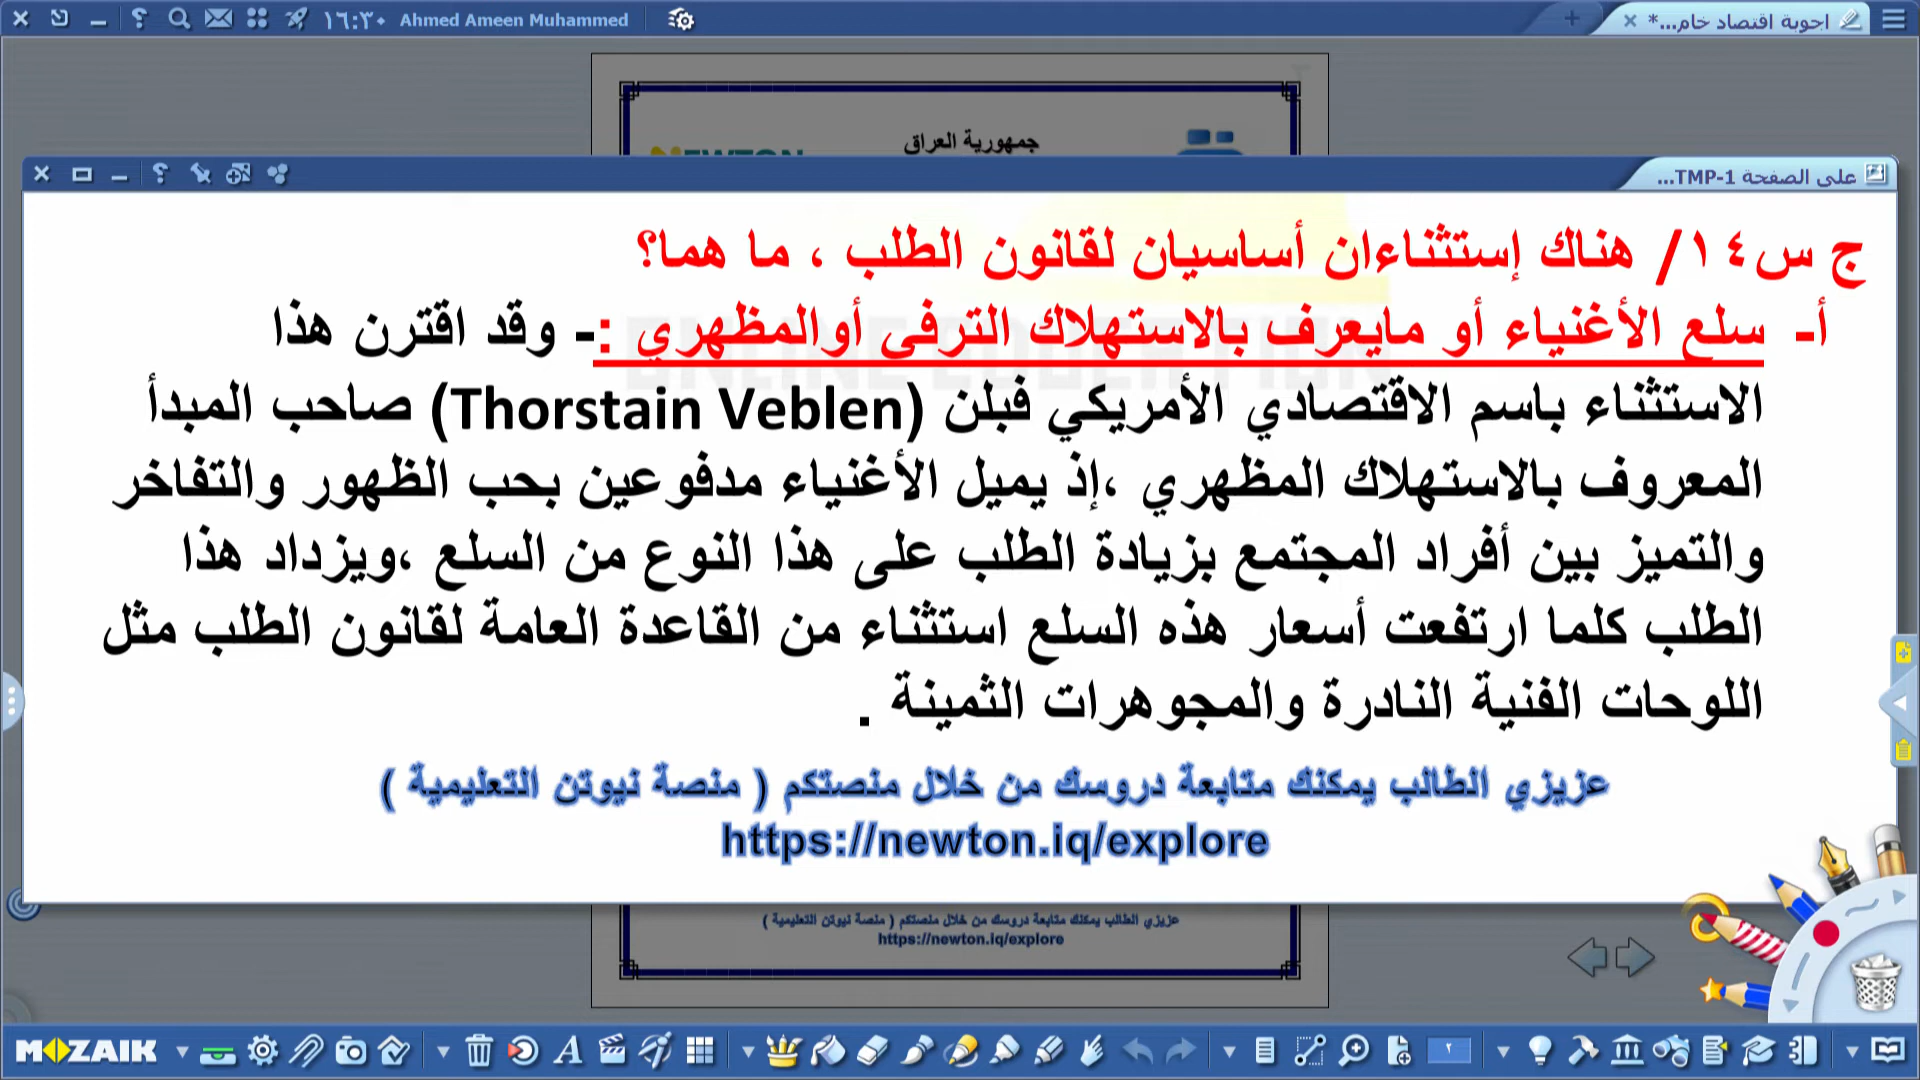 Ahmed Ameen Muhammed
١٦:٣٠
اجوبة اقتصاد خام...*
جمهورية العراق
على الصفحة TMP-1...
ج س١٤/ هناك إستثناءان أساسيان لقانون الطلب ، ما هما؟
أ- سلع الأغنياء أو مايعرف بالاستهلاك الترفي أوالمظهري :- وقد اقترن هذا
الاستثناء باسم الاقتصادي الأمريكي فبلن (Thorstain Veblen) صاحب المبدأ
المعروف بالاستهلاك المظهري ،إذ يميل الأغنياء مدفوعين بحب الظهور والتفاخر
والتميز بين أفراد المجتمع بزيادة الطلب على هذا النوع من السلع ،ويزداد هذا
الطلب كلما ارتفعت أسعار هذه السلع استثناء من القاعدة العامة لقانون الطلب مثل
اللوحات الفنية النادرة والمجوهرات الثمينة .
عزيزي الطالب يمكنك متابعة دروسك من خلال منصتكم ( منصة نيوتن التعليمية )
https://newton.iq/explore
عزيزي الطالب يمكنك متابعة دروسك من خلال منصتكم ( منصة نيوتن التعليمية )
https://newton.iq/explore
MOZAIK
٢